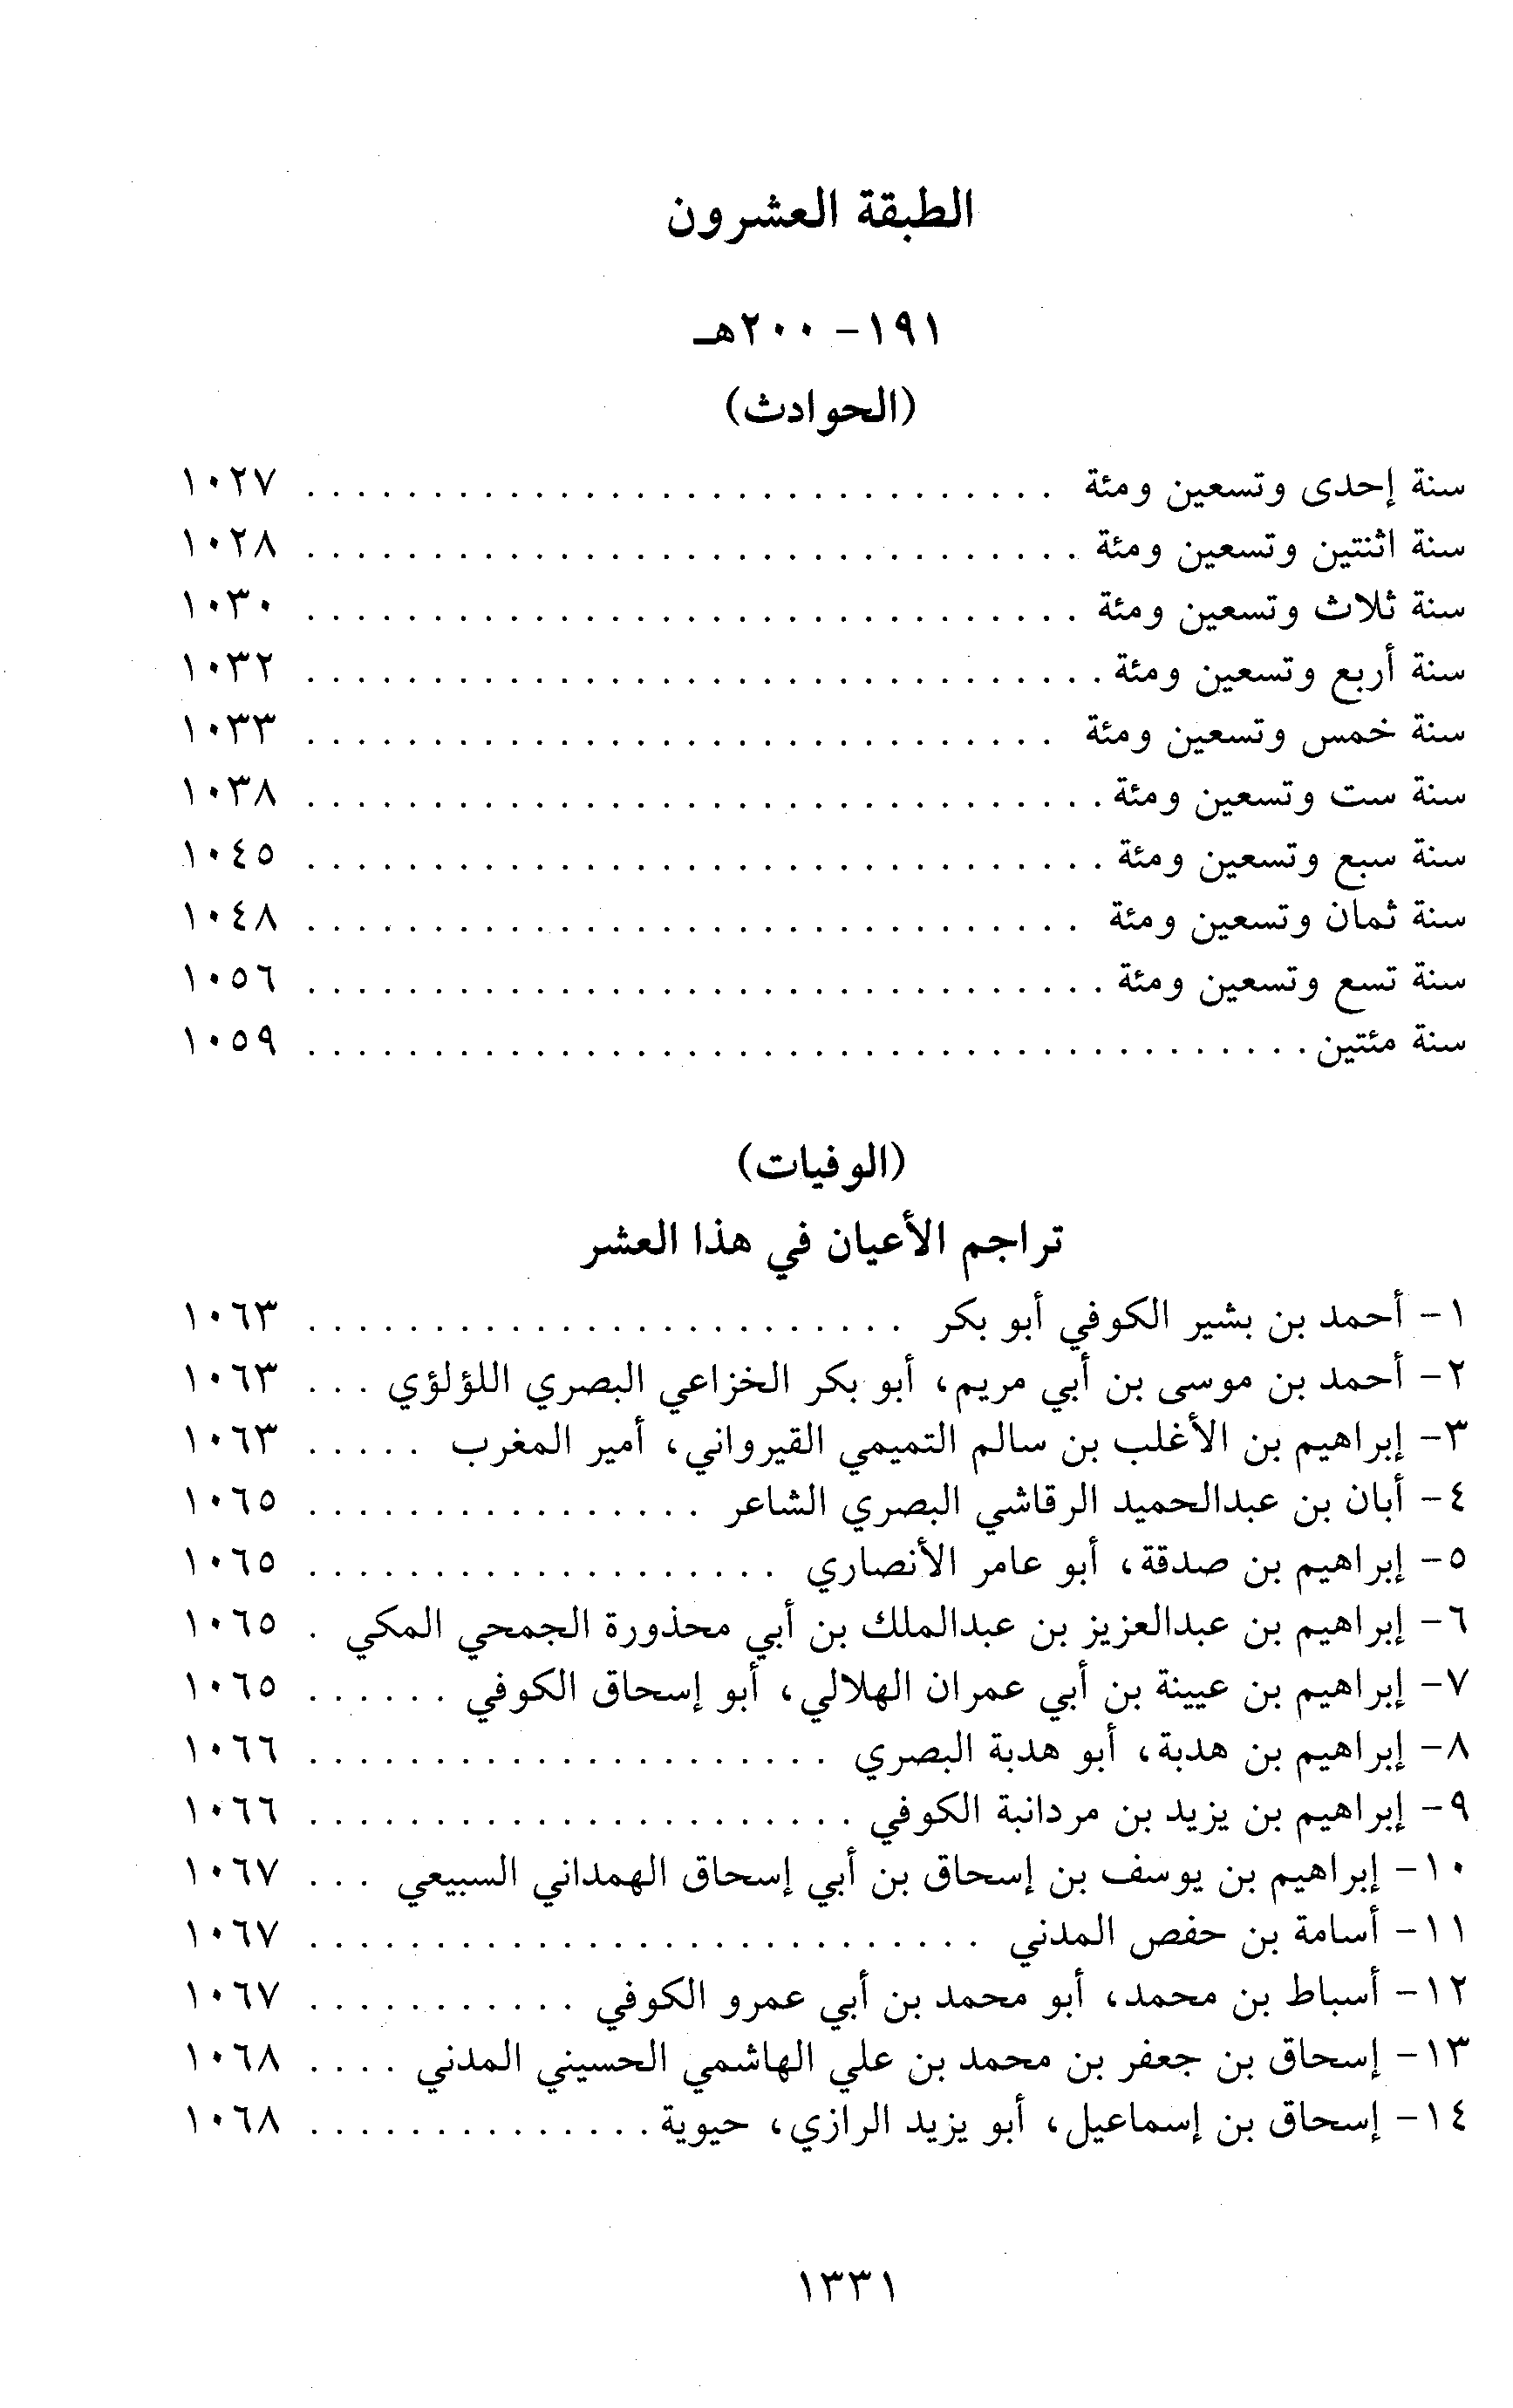 الطبقة العشرون
١٩١- ٢٠٠هـ
(الحوادث)
سنة إحدى وتسعين ومئة . . . . . . . . . . . . . . . . . . . . . . . . . . . . . . ١٠٢٧
سنة اثنتين وتسعين ومئة . . . . . . . . . . . . . . . . . . . . . . . . . . . . . . . ١٠٢٨
سنة ثلاث وتسعين ومئة . . . . . . . . . . . . . . . . . . . . . . . . . . . . . . . ١٠٣٠
سنة أربع وتسعين ومئة . . . . . . . . . . . . . . . . . . . . . . . . . . . . . . . . ١٠٣٢
سنة خمس وتسعين ومئة . . . . . . . . . . . . . . . . . . . . . . . . . . . . . . ١٠٣٣
سنة ست وتسعين ومئة . . . . . . . . . . . . . . . . . . . . . . . . . . . . . . . . ١٠٣٨
سنة سبع وتسعين ومئة . . . . . . . . . . . . . . . . . . . . . . . . . . . . . . . . ١٠٤٥
سنة ثمان وتسعين ومئة . . . . . . . . . . . . . . . . . . . . . . . . . . . . . . . ١٠٤٨
سنة تسع وتسعين ومئة . . . . . . . . . . . . . . . . . . . . . . . . . . . . . . . . ١٠٥٦
سنة مئتين . . . . . . . . . . . . . . . . . . . . . . . . . . . . . . . . . . . . . . . . ١٠٥٩
(الوفيات)
تراجم الأعيان في هذا العشر
١- أحمد بن بشير الكوفي أبو بكر . . . . . . . . . . . . . . . . . . . . . . . . ١٠٦٣
٢- أحمد بن موسى بن أبي مريم، أبو بكر الخزاعي البصري اللؤلؤي . . . ١٠٦٣
٣- إبراهيم بن الأغلب بن سالم التميمي القيرواني، أمير المغرب . . . . . ١٠٦٣
٤- أبان بن عبدالحميد الرقاشي البصري الشاعر . . . . . . . . . . . . . . . . ١٠٦٥
٥- إبراهيم بن صدقة، أبو عامر الأنصاري . . . . . . . . . . . . . . . . . . . ١٠٦٥
٦- إبراهيم بن عبدالعزيز بن عبدالملك بن أبي محذورة الجمحي المكي . ١٠٦٥
٧- إبراهيم بن عيينة بن أبي عمران الهلالي، أبو إسحاق الكوفي . . . . . . ١٠٦٥
٨- إبراهيم بن هدبة، أبو هدبة البصري . . . . . . . . . . . . . . . . . . . . . ١٠٦٦
٩- إبراهيم بن يزيد بن مردانبة الكوفي . . . . . . . . . . . . . . . . . . . . . . ١٠٦٦
١٠- إبراهيم بن يوسف بن إسحاق بن أبي إسحاق الهمداني السبيعي . . . ١٠٦٧
١١- أسامة بن حفص المدني . . . . . . . . . . . . . . . . . . . . . . . . . . . ١٠٦٧
١٢- أسباط بن محمد، أبو محمد بن أبي عمرو الكوفي . . . . . . . . . . . ١٠٦٧
١٣- إسحاق بن جعفر بن محمد بن علي الهاشمي الحسيني المدني . . . . ١٠٦٨
١٤- إسحاق بن إسماعيل، أبو يزيد الرازي، حيوية . . . . . . . . . . . . . . ١٠٦٨
١٣٣١